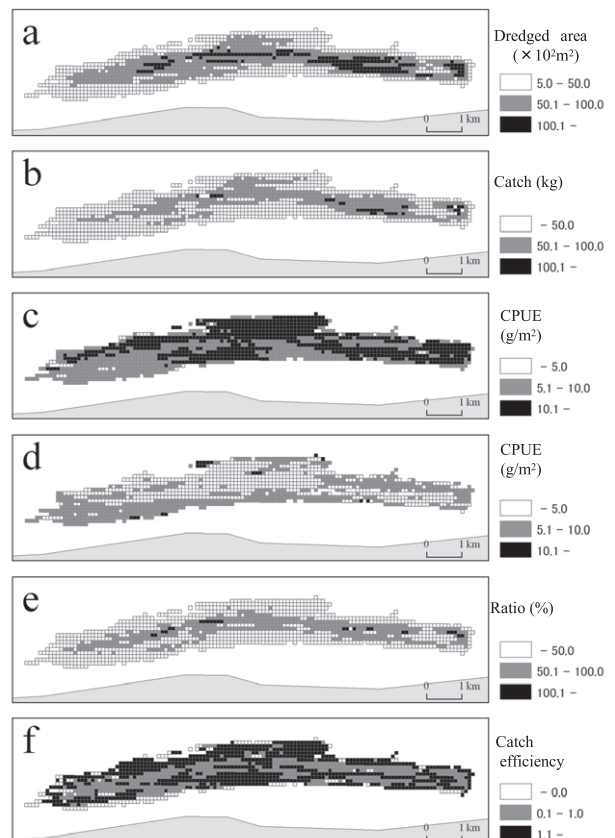 a
Dredged area
(×10²m²)
5.0 - 50.0
50.1 - 100.0
100.1 -
0 1 km
b
Catch (kg)
- 50.0
50.1 - 100.0
100.1 -
0 1 km
c
CPUE
(g/m²)
- 5.0
5.1 - 10.0
10.1 -
0 1 km
d
CPUE
(g/m²)
- 5.0
5.1 - 10.0
10.1 -
0 1 km
e
Ratio (%)
- 50.0
50.1 - 100.0
100.1 -
0 1 km
f
Catch
efficiency
- 0.0
0.1 - 1.0
1.1 -
0 1 km